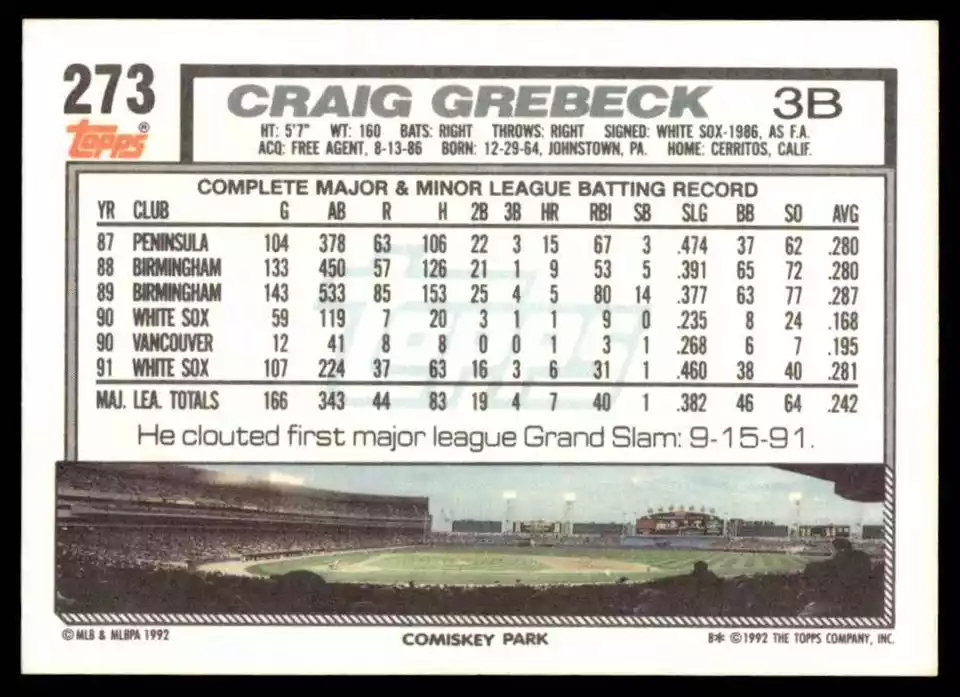 273
topps®
CRAIG GREBECK 3B
HT: 5'7" WT: 160 BATS: RIGHT THROWS: RIGHT SIGNED: WHITE SOX-1986, AS F.A.
ACQ: FREE AGENT, 8-13-86 BORN: 12-29-64, JOHNSTOWN, PA. HOME: CERRITOS, CALIF.
COMPLETE MAJOR & MINOR LEAGUE BATTING RECORD
YR CLUB G AB R H 2B 3B HR RBI SB SLG BB SO AVG
87 PENINSULA 104 378 63 106 22 3 15 67 3 .474 37 62 .280
88 BIRMINGHAM 133 450 57 126 21 1 9 53 5 .391 65 72 .280
89 BIRMINGHAM 143 533 85 153 25 4 5 80 14 .377 63 77 .287
90 WHITE SOX 59 119 7 20 3 1 1 9 0 .235 8 24 .168
90 VANCOUVER 12 41 8 8 0 0 1 3 1 .268 6 7 .195
91 WHITE SOX 107 224 37 63 16 3 6 31 1 .460 38 40 .281
MAJ. LEA. TOTALS 166 343 44 83 19 4 7 40 1 .382 46 64 .242
Topps
He clouted first major league Grand Slam: 9-15-91.
© MLB & MLBPA 1992
COMISKEY PARK
B* © 1992 THE TOPPS COMPANY, INC.